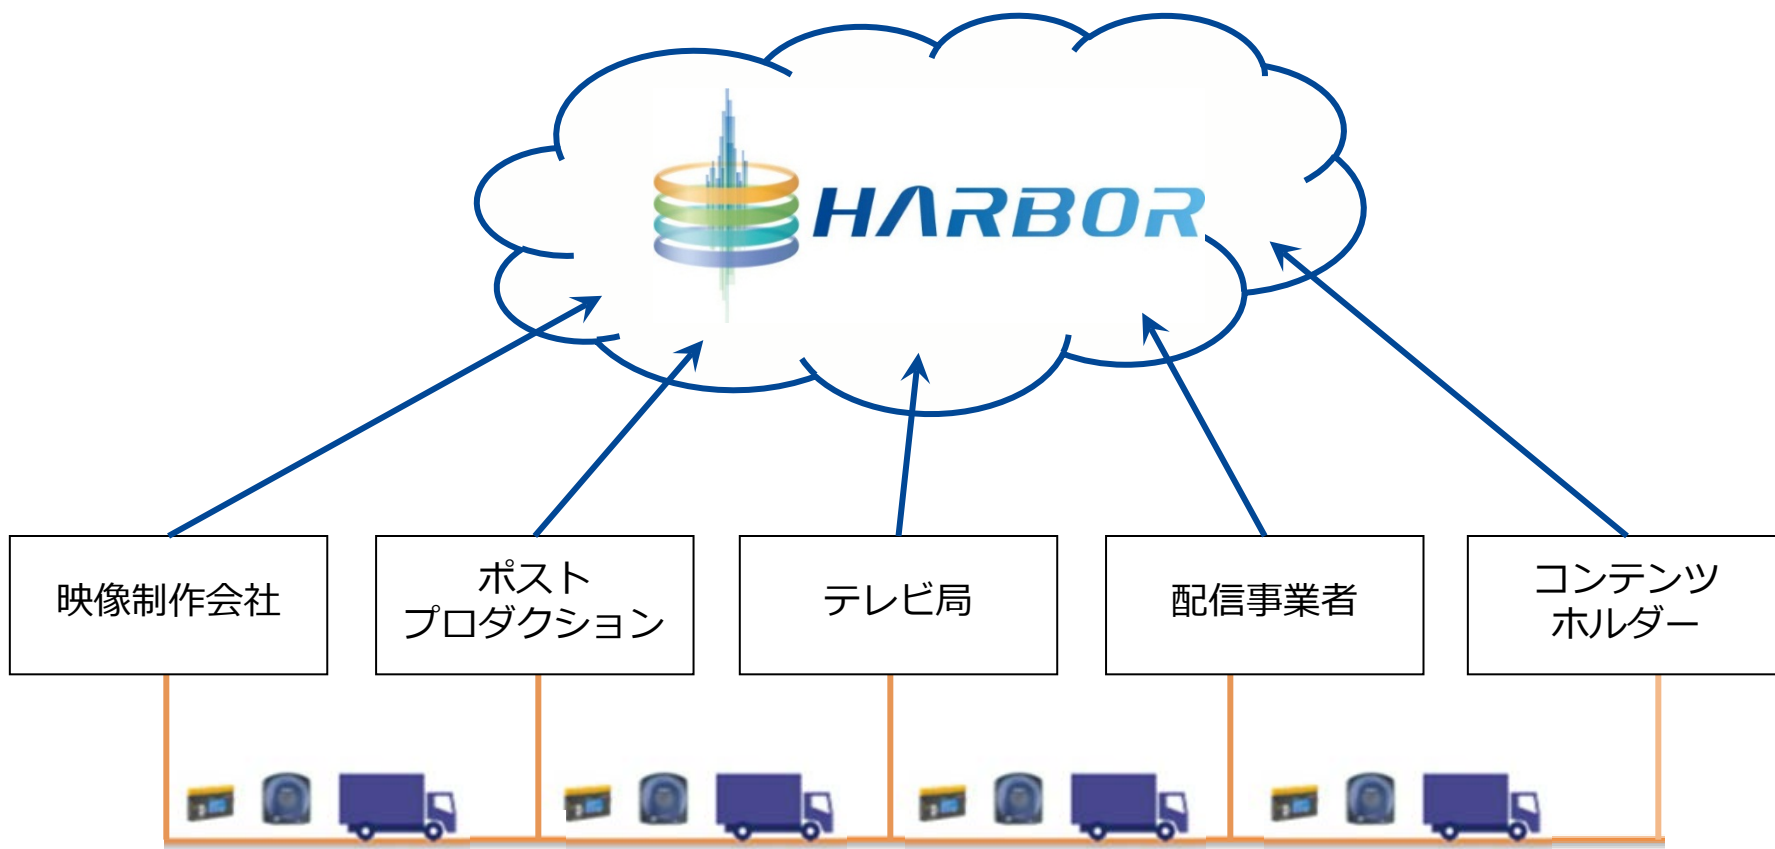 HARBOR
映像制作会社
ポスト
プロダクション
テレビ局
配信事業者
コンテンツ
ホルダー